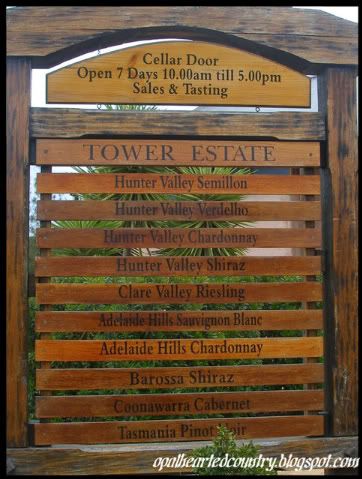 Cellar Door
Open 7 Days 10.00am till 5.00pm
Sales & Tasting
TOWER ESTATE
Hunter Valley Semillon
Hunter Valley Verdelho
Hunter Valley Chardonnay
Hunter Valley Shiraz
Clare Valley Riesling
Adelaide Hills Sauvignon Blanc
Adelaide Hills Chardonnay
Barossa Shiraz
Coonawarra Cabernet
Tasmania Pinot Noir
opalheartedcountry.blogspot.com